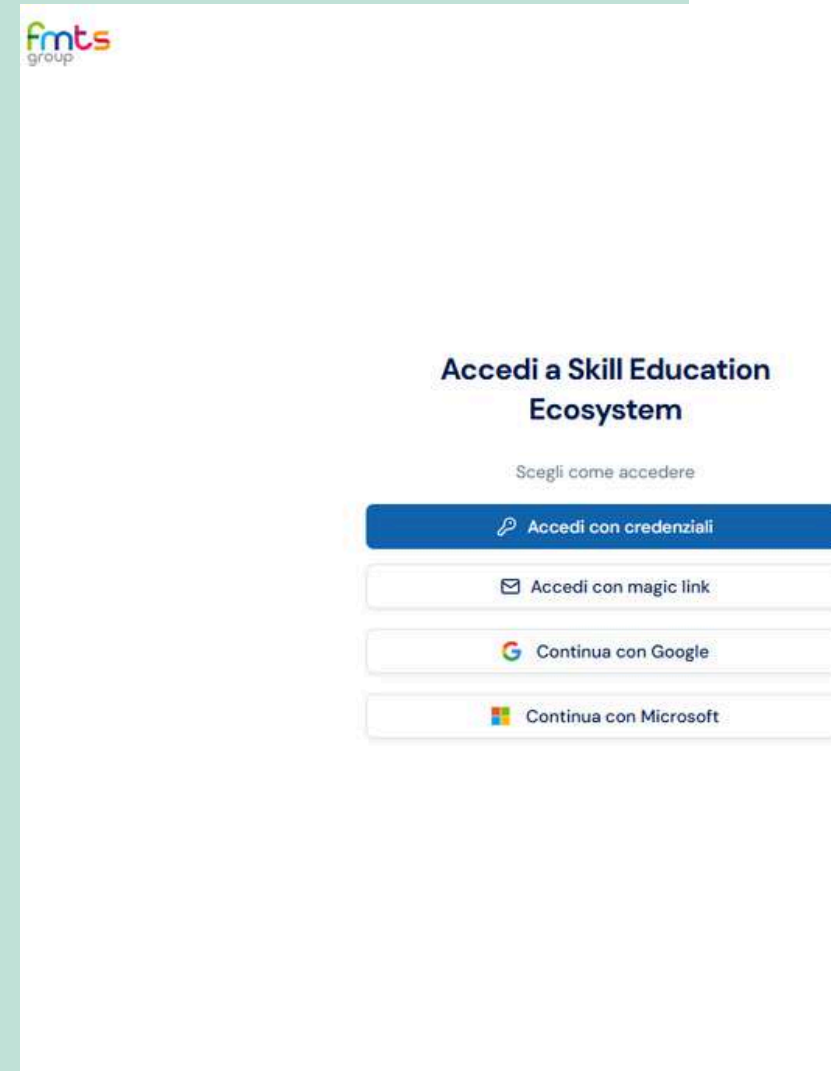 fmts
group
Accedi a Skill Education
Ecosystem
Scegli come accedere
Accedi con credenziali
Accedi con magic link
Continua con Google
Continua con Microsoft